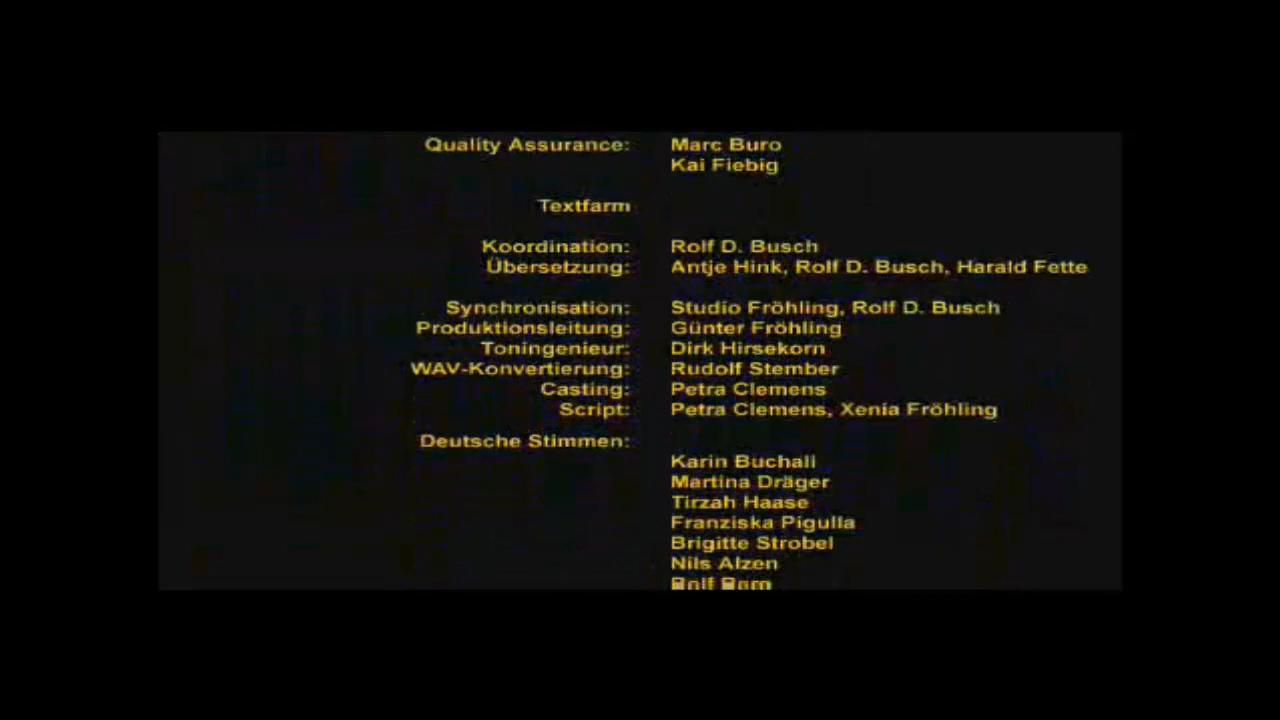 Quality Assurance: Marc Buro
Kai Fiebig
Textfarm
Koordination: Rolf D. Busch
Übersetzung: Antje Hink, Rolf D. Busch, Harald Fette
Synchronisation: Studio Fröhling, Rolf D. Busch
Produktionsleitung: Günter Fröhling
Toningenieur: Dirk Hirsekorn
WAV-Konvertierung: Rudolf Stember
Casting: Petra Clemens
Script: Petra Clemens, Xenia Fröhling
Deutsche Stimmen:
Karin Buchall
Martina Dräger
Tirzah Haase
Franziska Pigulla
Brigitte Strobel
Nils Alzen
Rolf